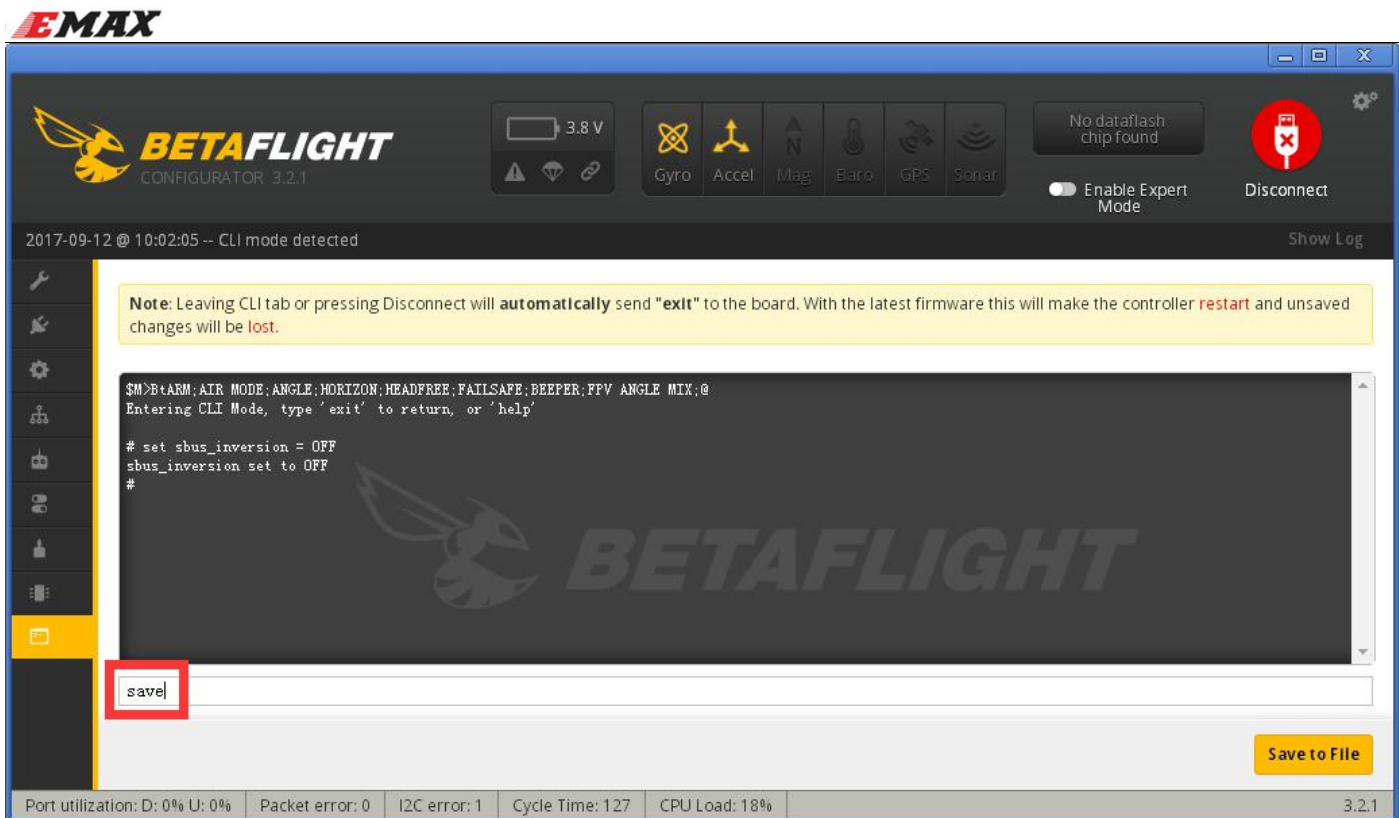 EMAX
BETAFLIGHT
CONFIGURATOR 3.2.1
3.8 V
Gyro Accel Mag Baro GPS Sonar
No dataflash
chip found
Enable Expert
Mode
Disconnect
2017-09-12 @ 10:02:05 -- CLI mode detected
Show Log
Note: Leaving CLI tab or pressing Disconnect will automatically send "exit" to the board. With the latest firmware this will make the controller restart and unsaved
changes will be lost.
$M>BtARM;AIR MODE;ANGLE;HORIZON;HEADFREE;FAILSAFE;BEEPER;FPV ANGLE MIX;@
Entering CLI Mode, type 'exit' to return, or 'help'
# set sbus_inversion = OFF
sbus_inversion set to OFF
#
BETAFLIGHT
save
Save to File
Port utilization: D: 0% U: 0% Packet error: 0 I2C error: 1 Cycle Time: 127 CPU Load: 18% 3.2.1